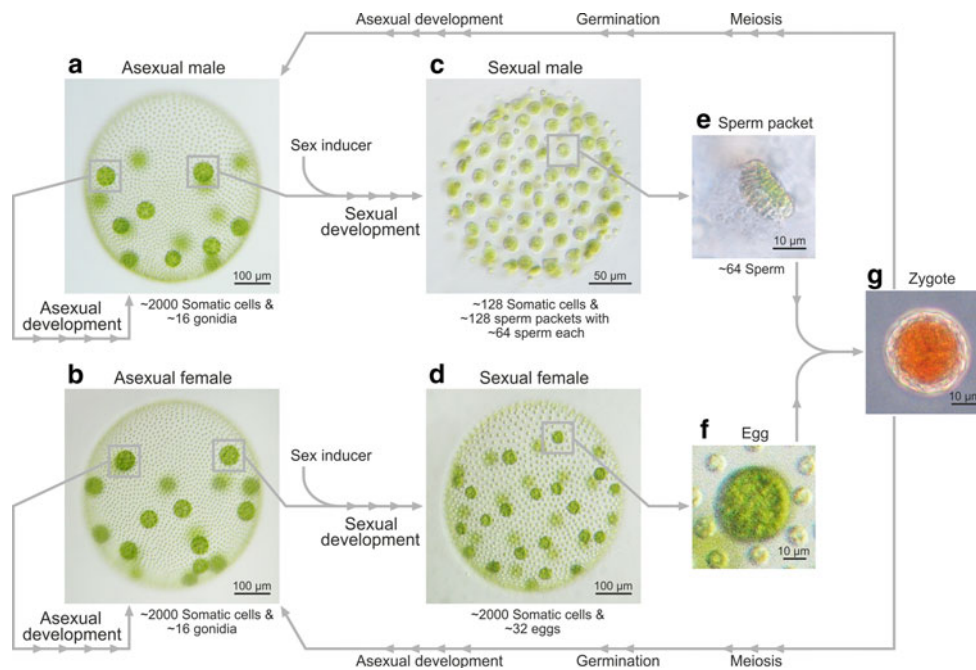 Asexual development Germination Meiosis
a Asexual male
c Sexual male
e Sperm packet
Sex inducer
Sexual
development
100 µm
50 µm
10 µm
~64 Sperm
g Zygote
10 µm
Asexual
development
~2000 Somatic cells &
~16 gonidia
~128 Somatic cells &
~128 sperm packets with
~64 sperm each
b Asexual female
d Sexual female
f Egg
Sex inducer
Sexual
development
100 µm
100 µm
10 µm
Asexual
development
~2000 Somatic cells &
~16 gonidia
~2000 Somatic cells &
~32 eggs
Asexual development Germination Meiosis